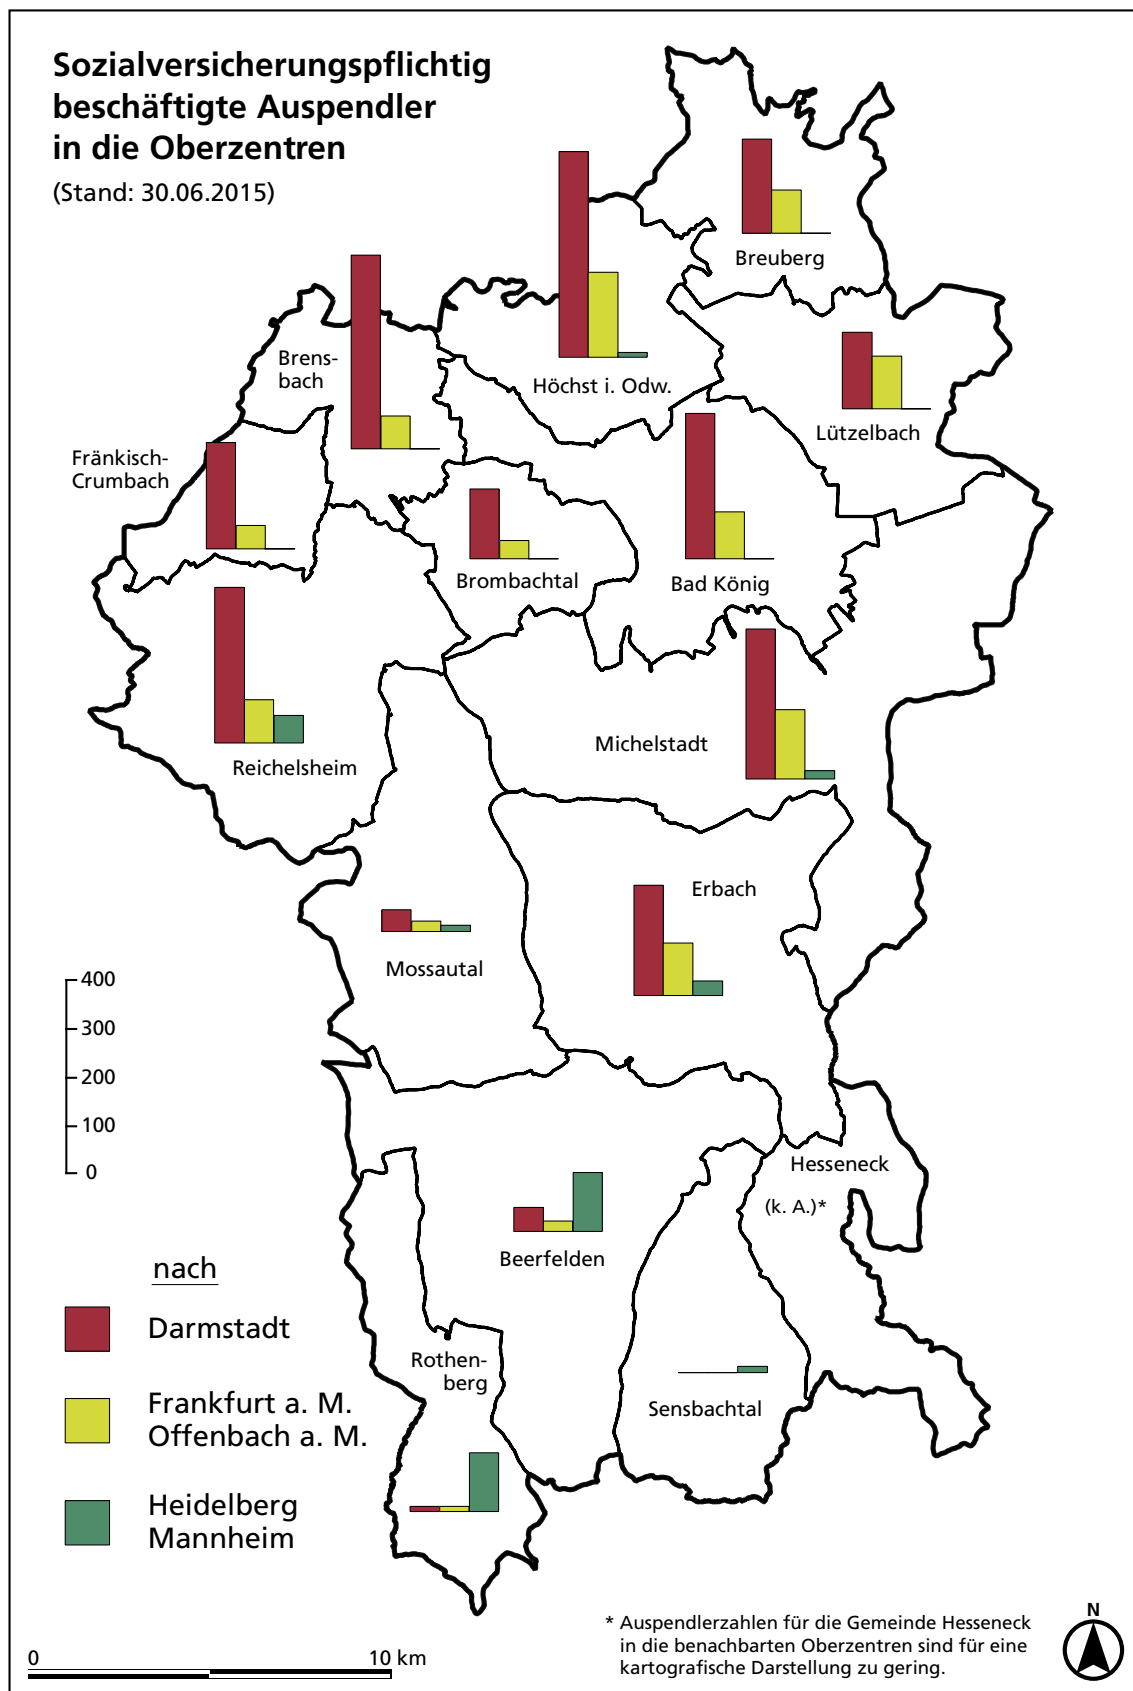 Sozialversicherungspflichtig
beschäftigte Auspendler
in die Oberzentren
(Stand: 30.06.2015)
Breuberg
Brens-
bach
Höchst i. Odw.
Lützelbach
Fränkisch-
Crumbach
Brombachtal
Bad König
Michelstadt
Reichelsheim
Erbach
Mossautal
400
300
200
100
0
Hesseneck
(k. A.)*
Beerfelden
nach
Darmstadt
Frankfurt a. M.
Offenbach a. M.
Heidelberg
Mannheim
Rothen-
berg
Sensbachtal
* Auspendlerzahlen für die Gemeinde Hesseneck
in die benachbarten Oberzentren sind für eine
kartografische Darstellung zu gering.
N
0 10 km